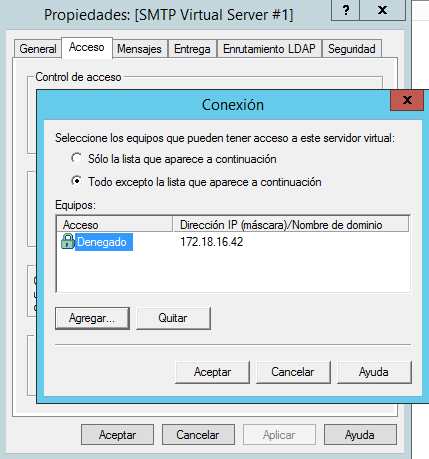 Propiedades: [SMTP Virtual Server #1]
? x
General Acceso Mensajes Entrega Enrutamiento LDAP Seguridad
Control de acceso
Conexión
x
Seleccione los equipos que pueden tener acceso a este servidor virtual:
Sólo la lista que aparece a continuación
Todo excepto la lista que aparece a continuación
Equipos:
Acceso Dirección IP (máscara)/Nombre de dominio
Denegado 172.18.16.42
Agregar... Quitar
Aceptar Cancelar Ayuda
Aceptar Cancelar Aplicar Ayuda